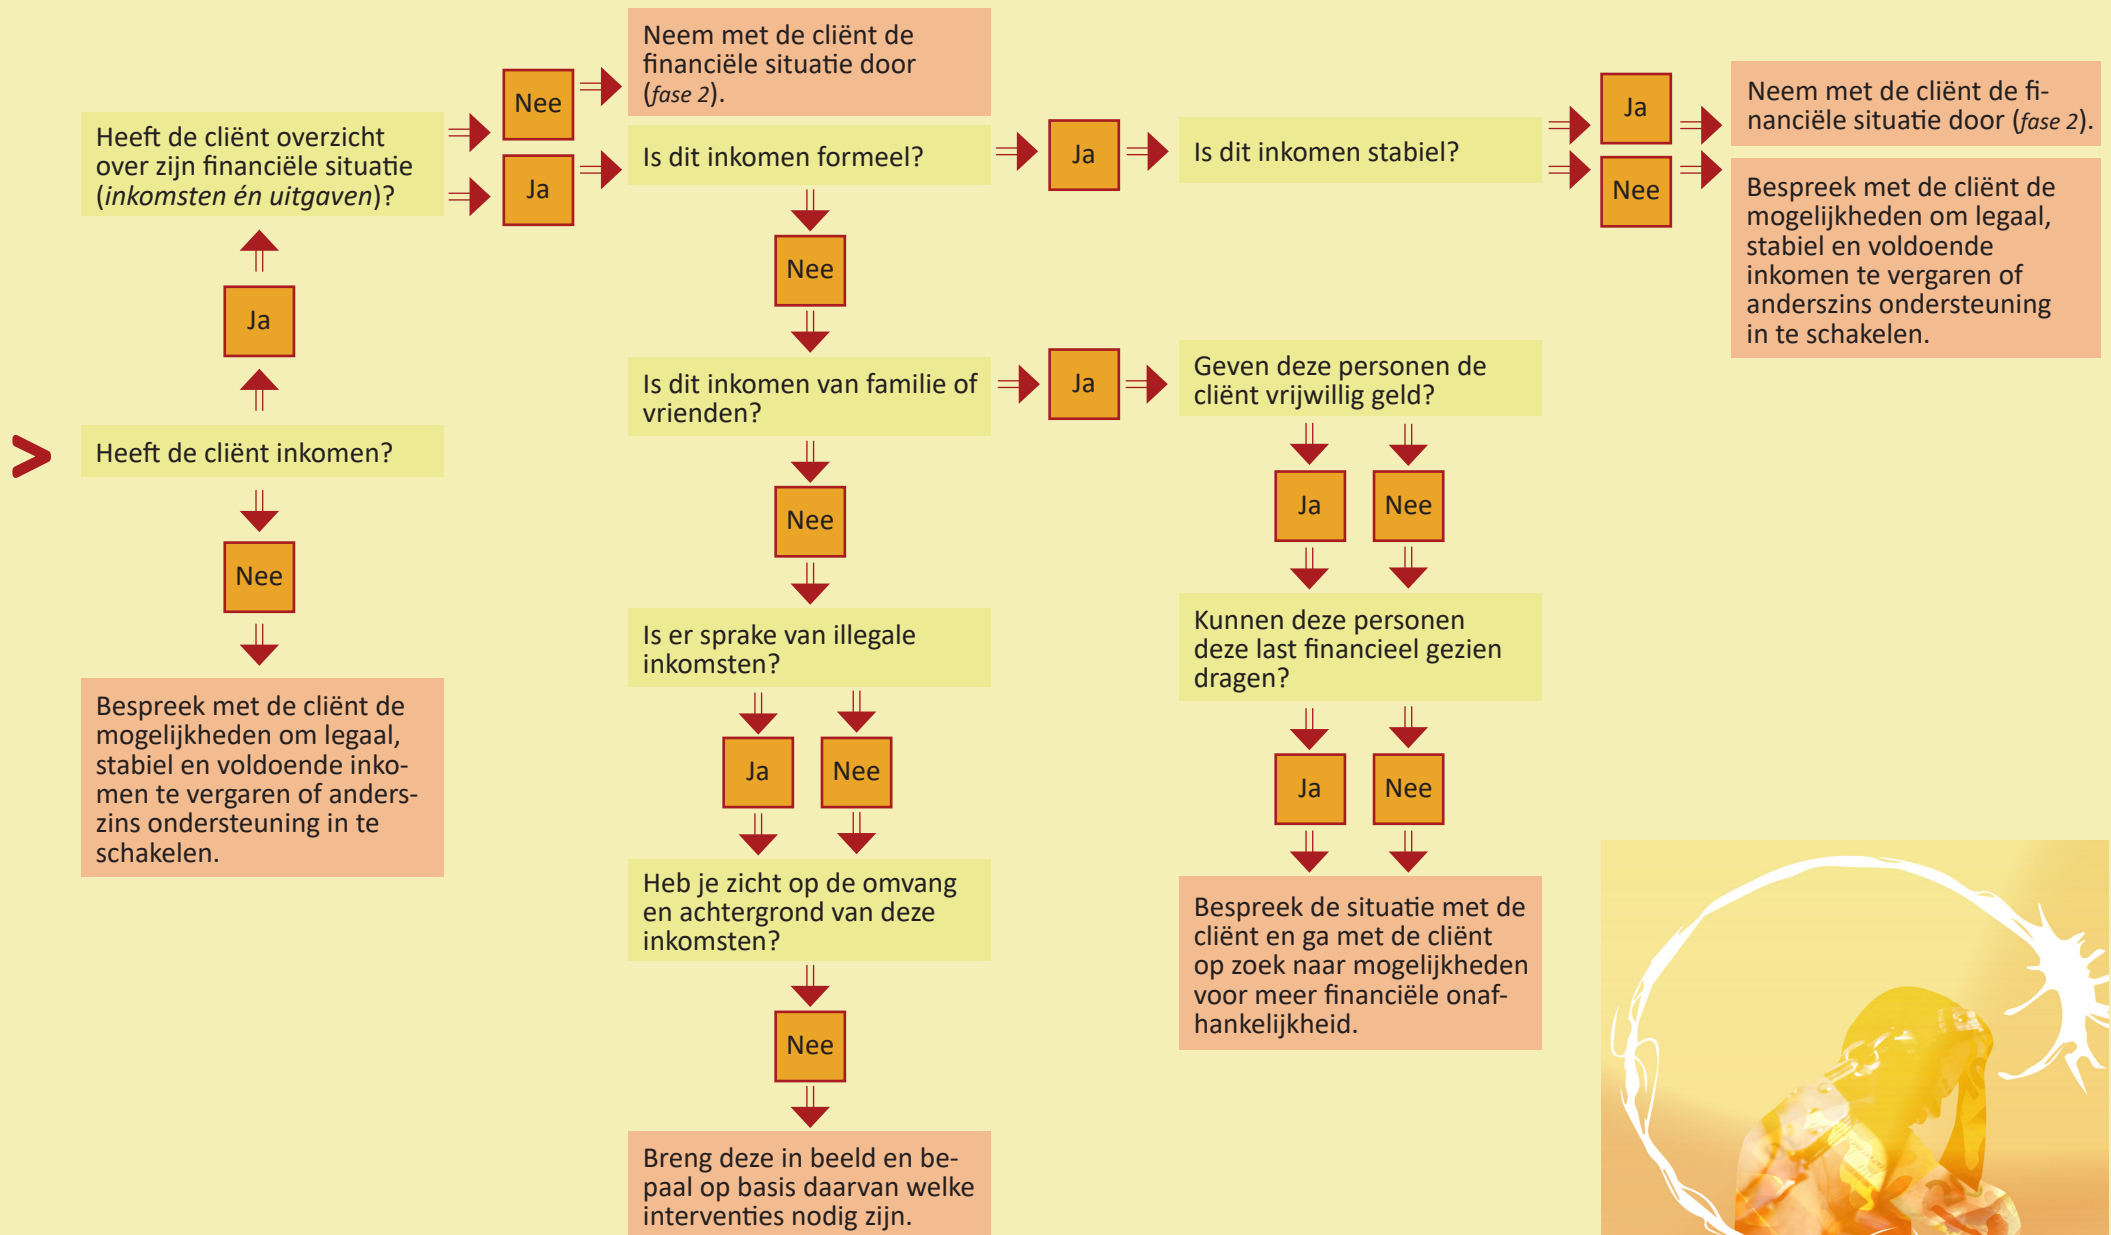 >
Heeft de cliënt inkomen?
Ja
Heeft de cliënt overzicht
over zijn financiële situatie
(inkomsten én uitgaven)?
Nee
Neem met de cliënt de
financiële situatie door
(fase 2).
Ja
Is dit inkomen formeel?
Ja
Is dit inkomen stabiel?
Ja
Neem met de cliënt de fi-
nanciële situatie door (fase 2).
Nee
Bespreek met de cliënt de
mogelijkheden om legaal,
stabiel en voldoende
inkomen te vergaren of
anderszins ondersteuning
in te schakelen.
Nee
Is dit inkomen van familie of
vrienden?
Ja
Geven deze personen de
cliënt vrijwillig geld?
Ja
Nee
Kunnen deze personen
deze last financieel gezien
dragen?
Ja
Nee
Bespreek de situatie met de
cliënt en ga met de cliënt
op zoek naar mogelijkheden
voor meer financiële onaf-
hankelijkheid.
Nee
Is er sprake van illegale
inkomsten?
Ja
Nee
Heb je zicht op de omvang
en achtergrond van deze
inkomsten?
Nee
Breng deze in beeld en be-
paal op basis daarvan welke
interventies nodig zijn.
Nee
Bespreek met de cliënt de
mogelijkheden om legaal,
stabiel en voldoende inko-
men te vergaren of anders-
zins ondersteuning in te
schakelen.